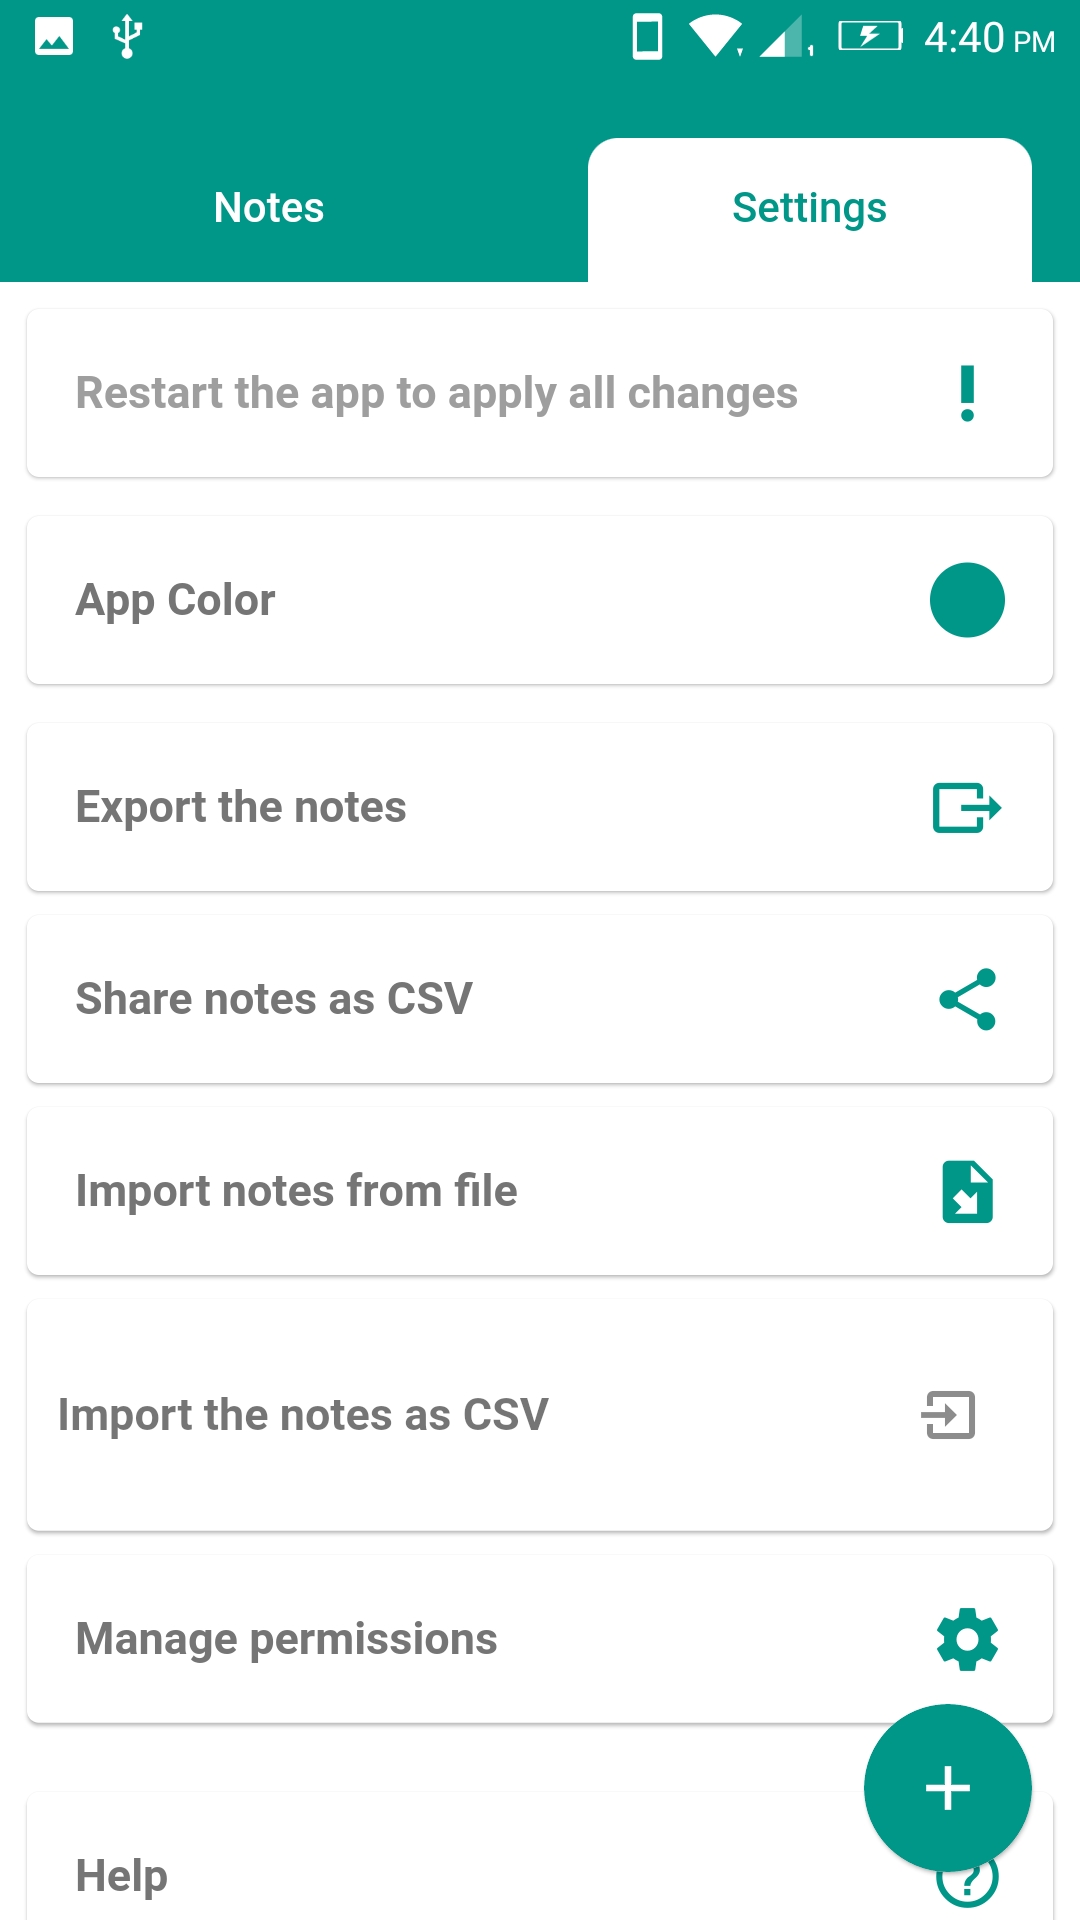 4:40 PM
Notes
Settings
Restart the app to apply all changes
App Color
Export the notes
Share notes as CSV
Import notes from file
Import the notes as CSV
Manage permissions
Help